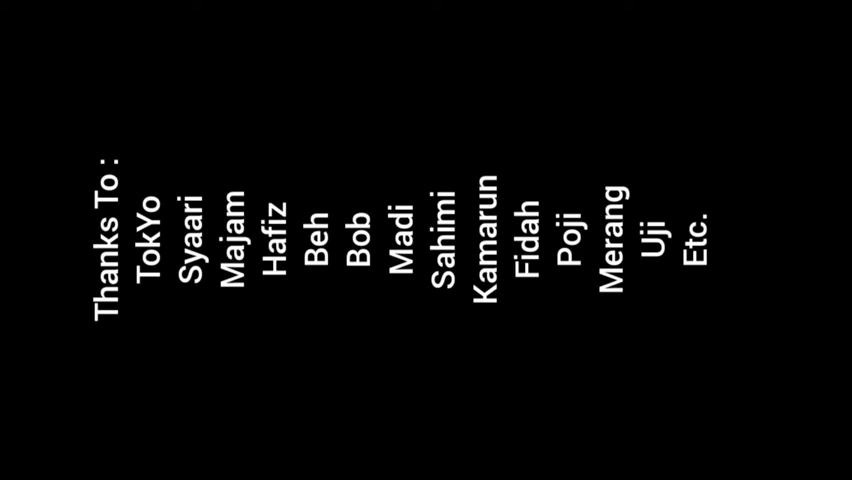 Thanks To :
TokYo
Syaari
Majam
Hafiz
Beh
Bob
Madi
Sahimi
Kamarun
Fidah
Poji
Merang
Uji
Etc.